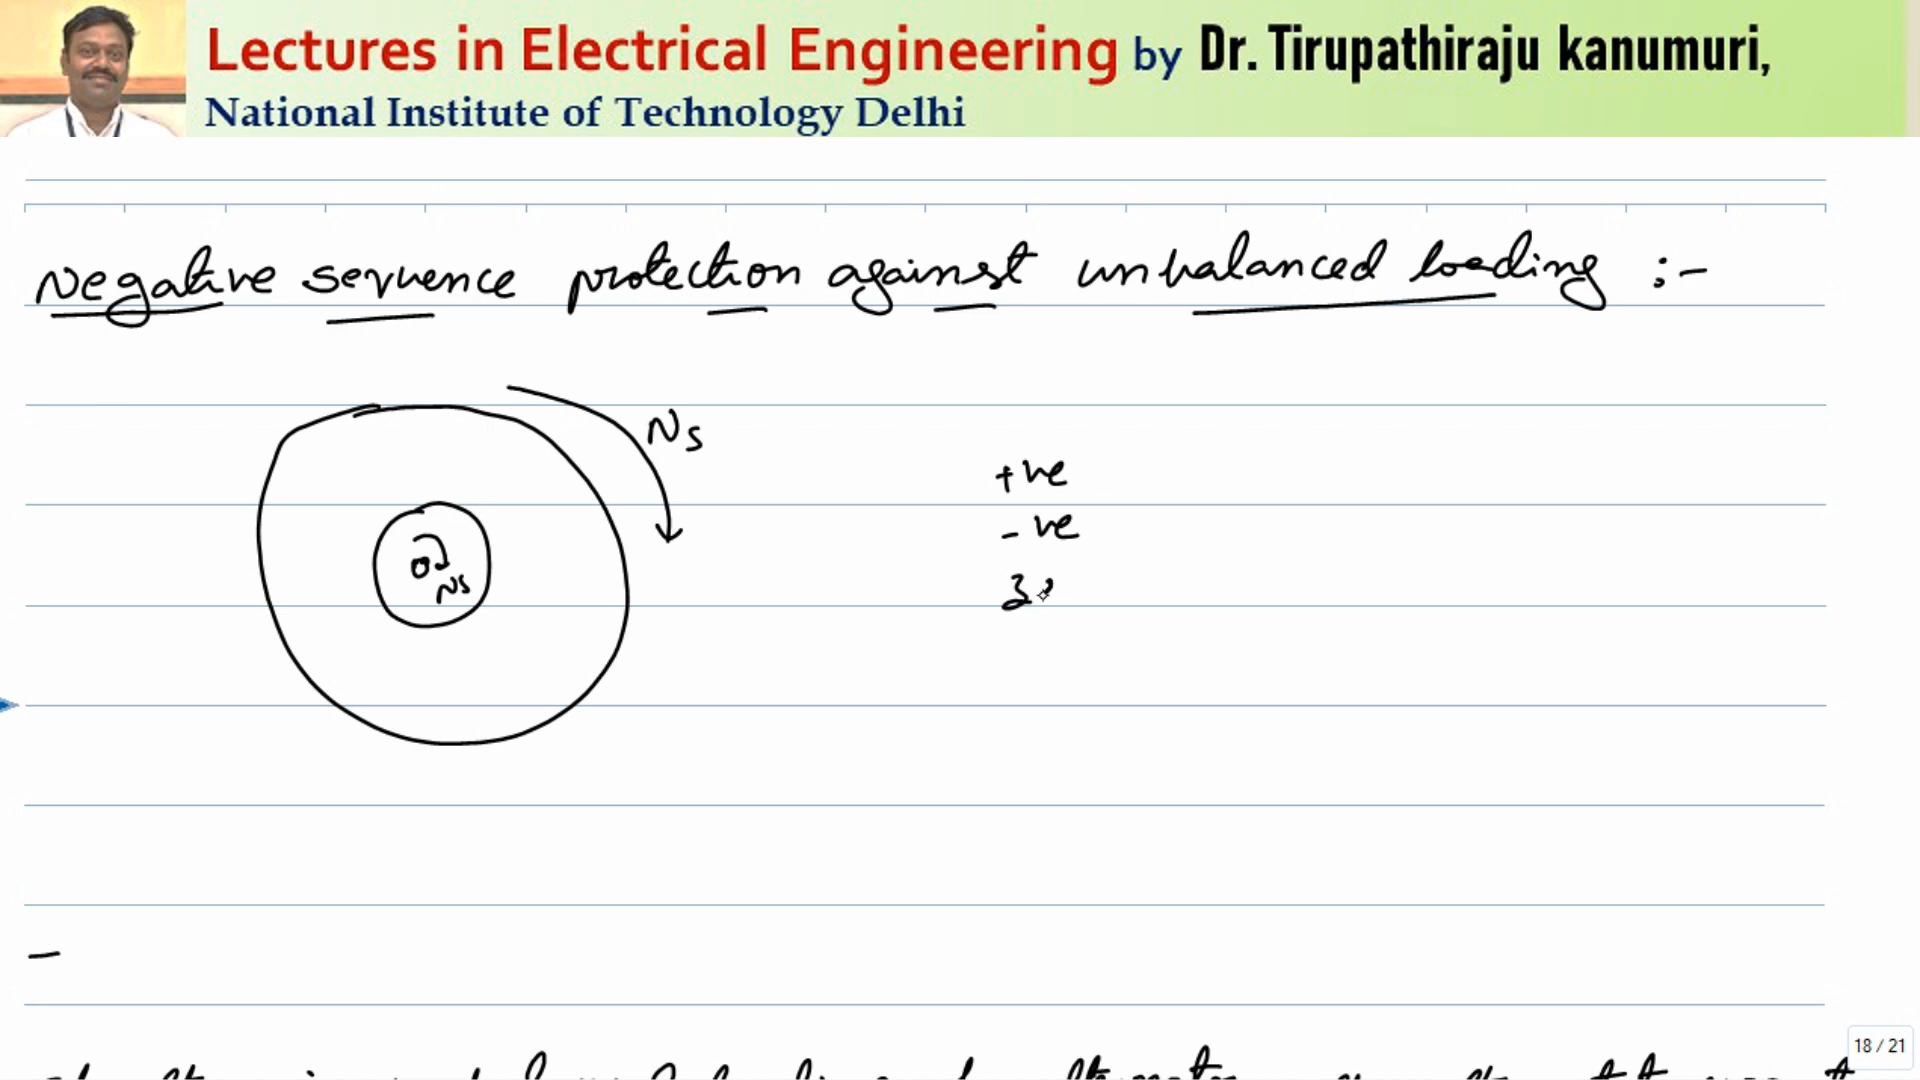 Lectures in Electrical Engineering by Dr. Tirupathiraju kanumuri,
National Institute of Technology Delhi
Negative sequence protection against unbalanced loading :-
Ns
+ve
-ve
Ns
18 / 21